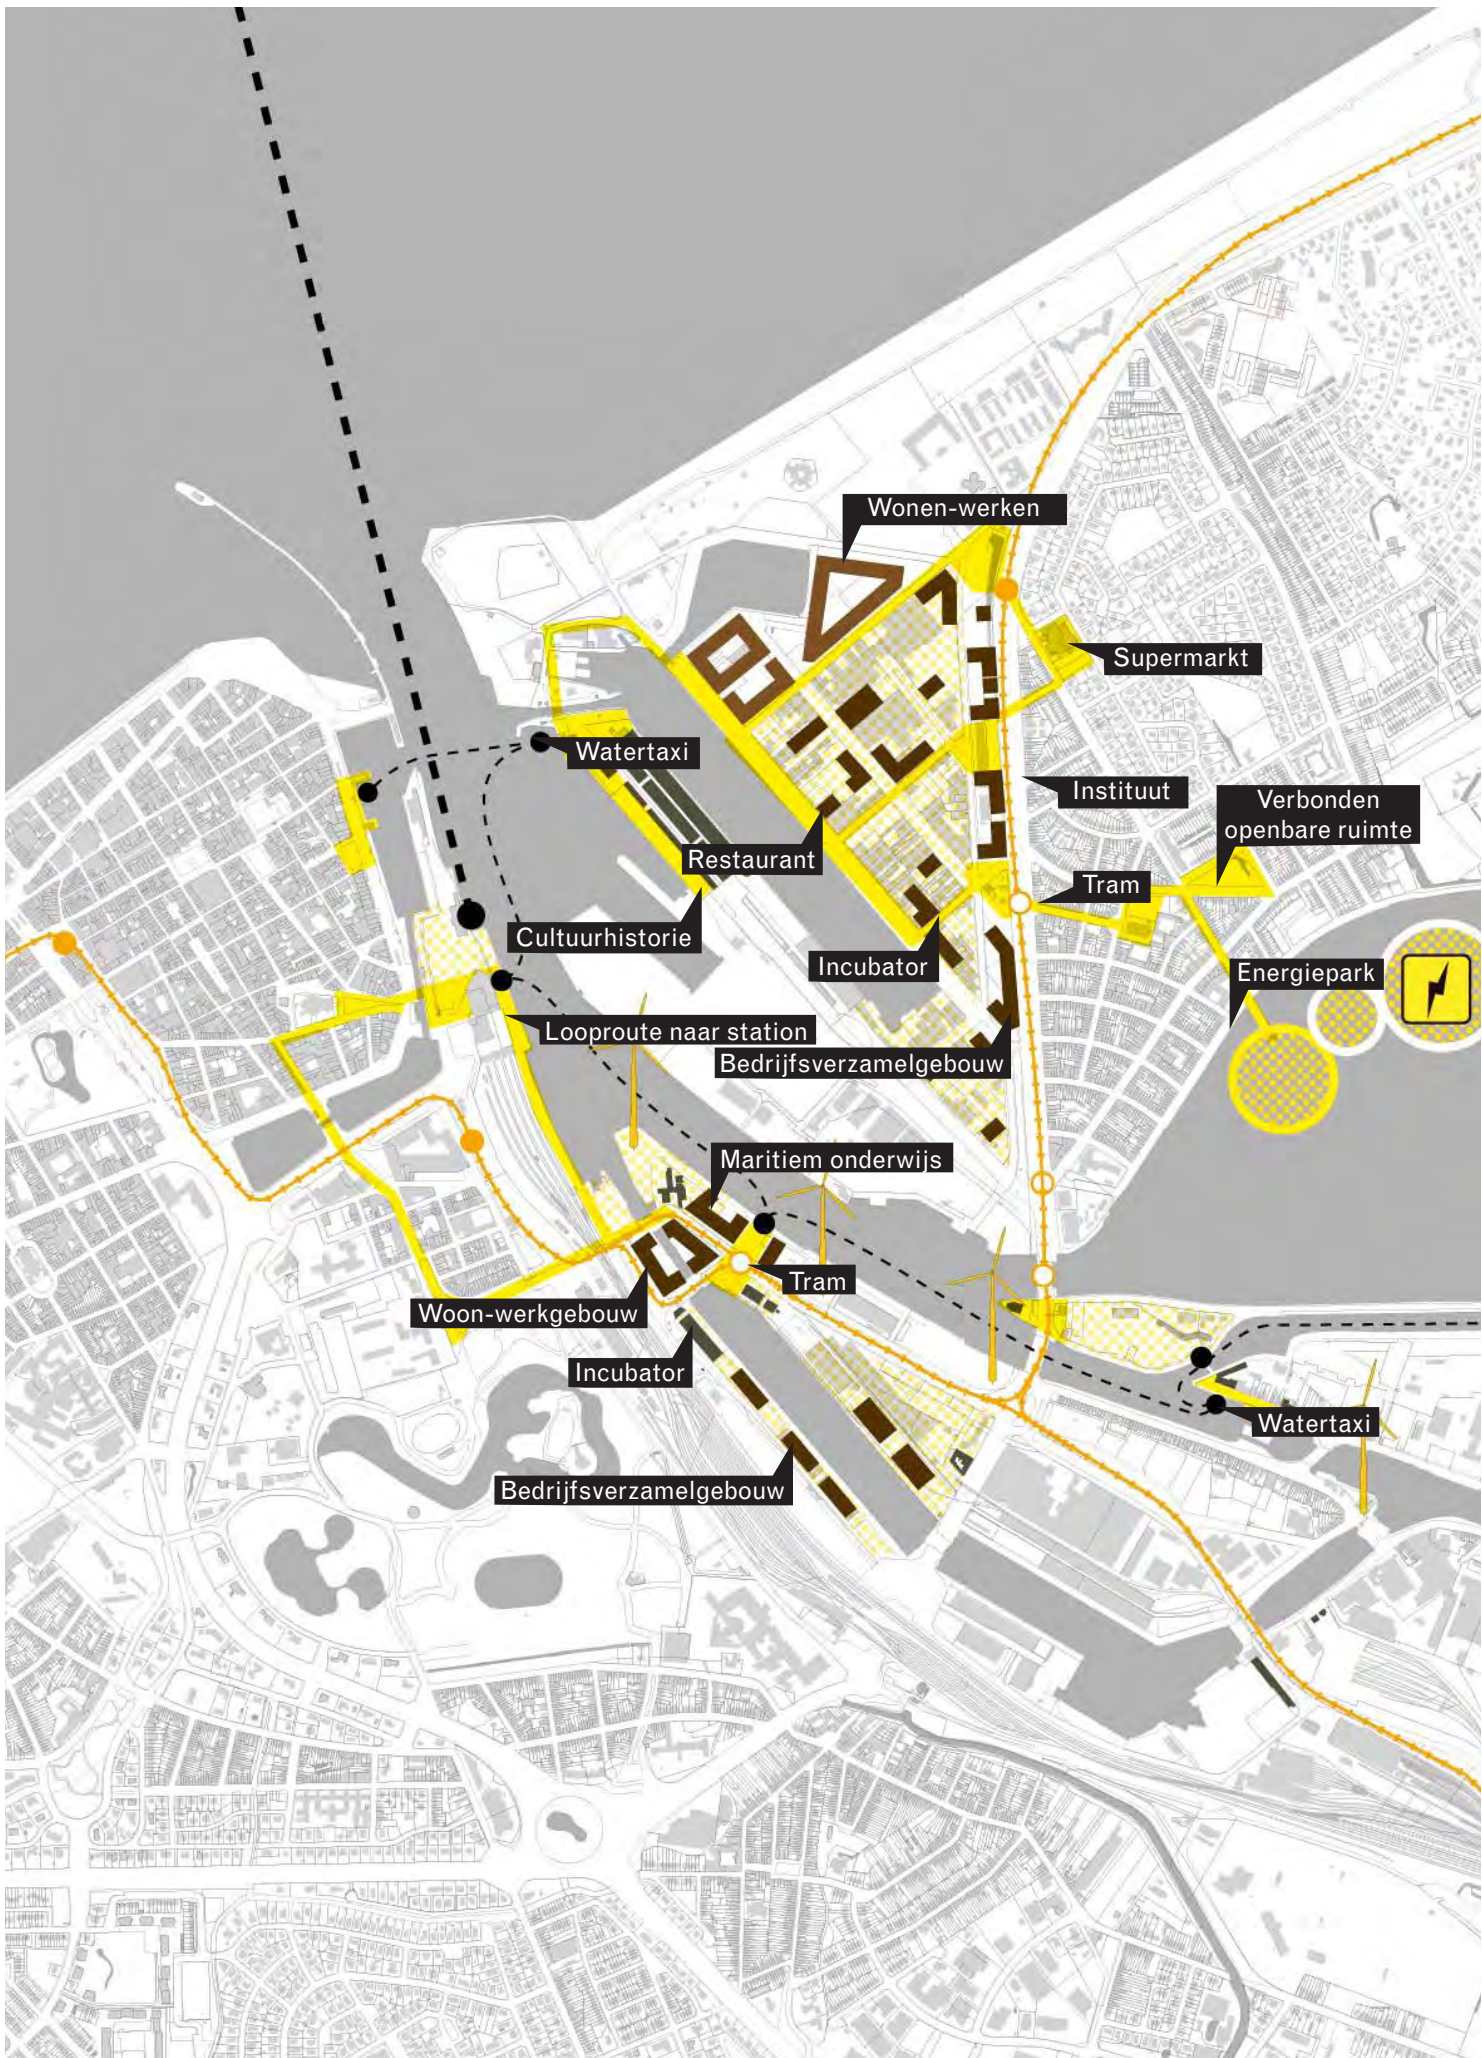 Wonen-werken
Supermarkt
Watertaxi
Instituut
Verbonden
openbare ruimte
Restaurant
Tram
Cultuurhistorie
Incubator
Energiepark
Looproute naar station
Bedrijfsverzamelgebouw
Maritiem onderwijs
Tram
Woon-werkgebouw
Incubator
Watertaxi
Bedrijfsverzamelgebouw